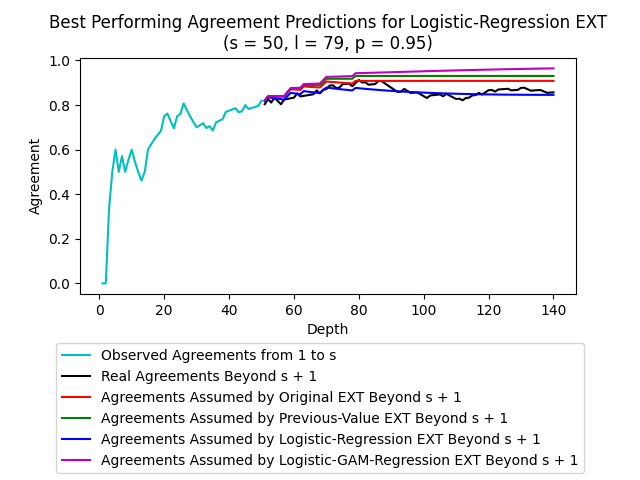 Best Performing Agreement Predictions for Logistic-Regression EXT
(s = 50, l = 79, p = 0.95)
1.0
0.8
0.6
0.4
0.2
0.0
Agreement
0 20 40 60 80 100 120 140
Depth
Observed Agreements from 1 to s
Real Agreements Beyond s + 1
Agreements Assumed by Original EXT Beyond s + 1
Agreements Assumed by Previous-Value EXT Beyond s + 1
Agreements Assumed by Logistic-Regression EXT Beyond s + 1
Agreements Assumed by Logistic-GAM-Regression EXT Beyond s + 1